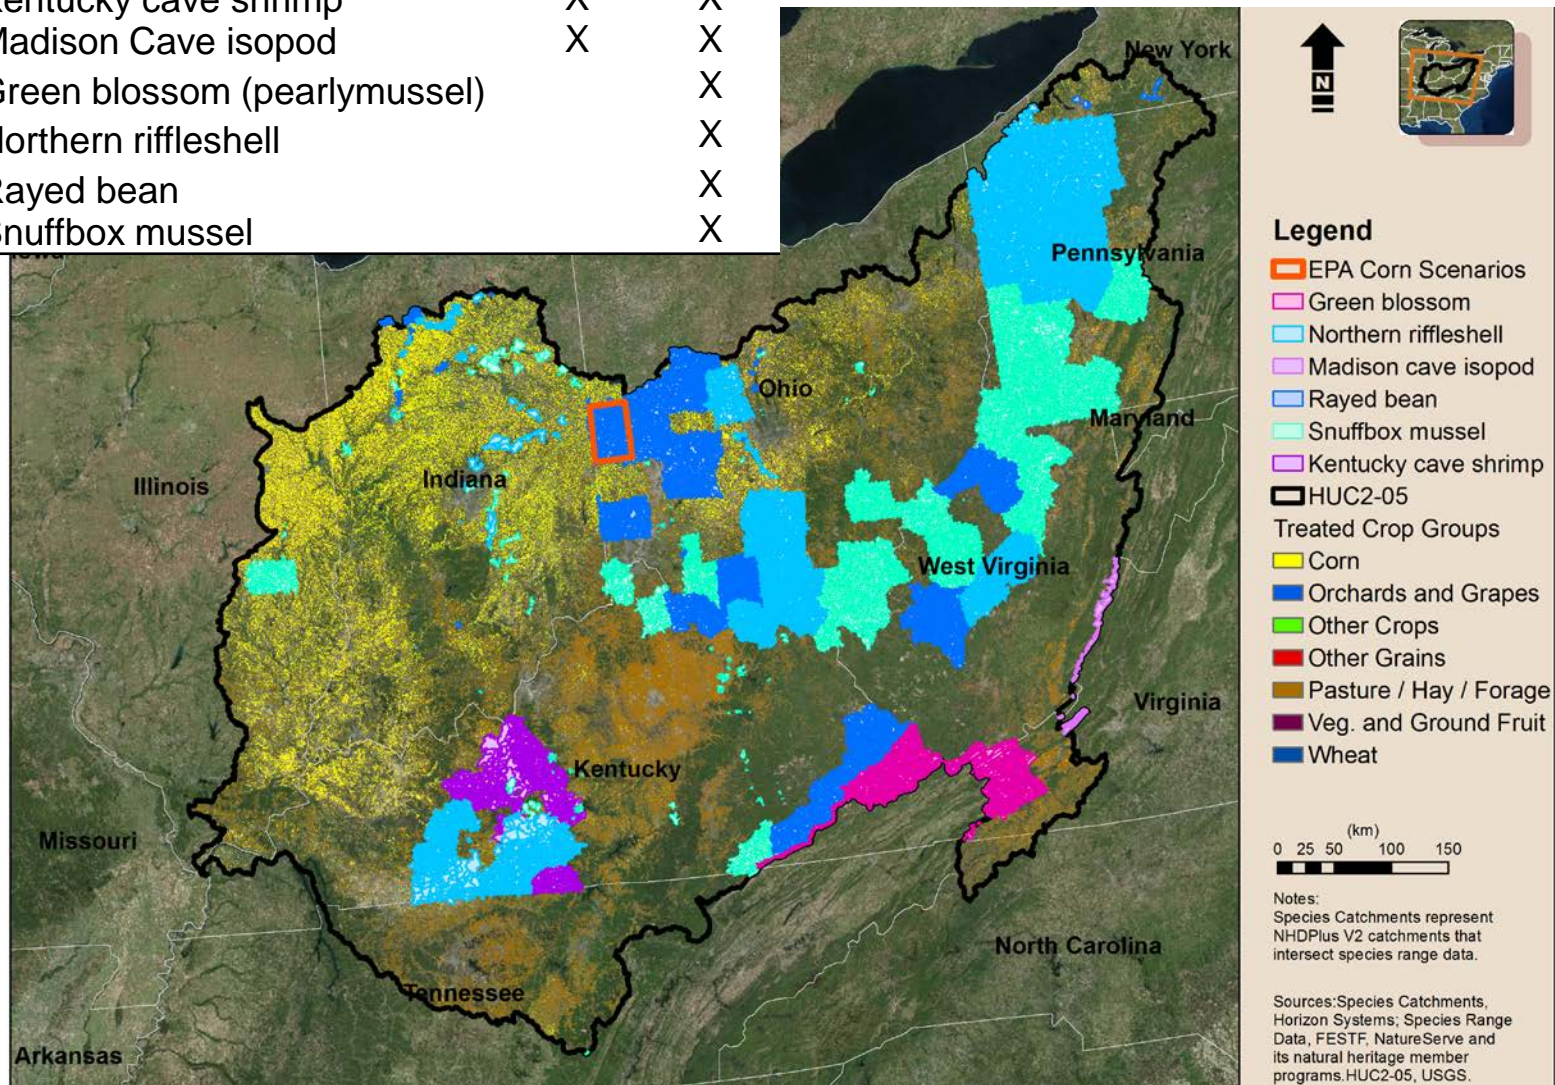 Kentucky cave shrimp X X
Madison Cave isopod X X
Green blossom (pearlymussel) X
Northern riffleshell X
Rayed bean X
Snuffbox mussel X
New York
Pennsylvania
Ohio
Maryland
Indiana
Illinois
West Virginia
Virginia
Kentucky
Missouri
North Carolina
Tennessee
Arkansas
N
Legend
EPA Corn Scenarios
Green blossom
Northern riffleshell
Madison cave isopod
Rayed bean
Snuffbox mussel
Kentucky cave shrimp
HUC2-05
Treated Crop Groups
Corn
Orchards and Grapes
Other Crops
Other Grains
Pasture / Hay / Forage
Veg. and Ground Fruit
Wheat
(km)
0 25 50 100 150
Notes:
Species Catchments represent
NHDPlus V2 catchments that
intersect species range data.
Sources:Species Catchments,
Horizon Systems; Species Range
Data, FESTF, NatureServe and
its natural heritage member
programs.HUC2-05, USGS.